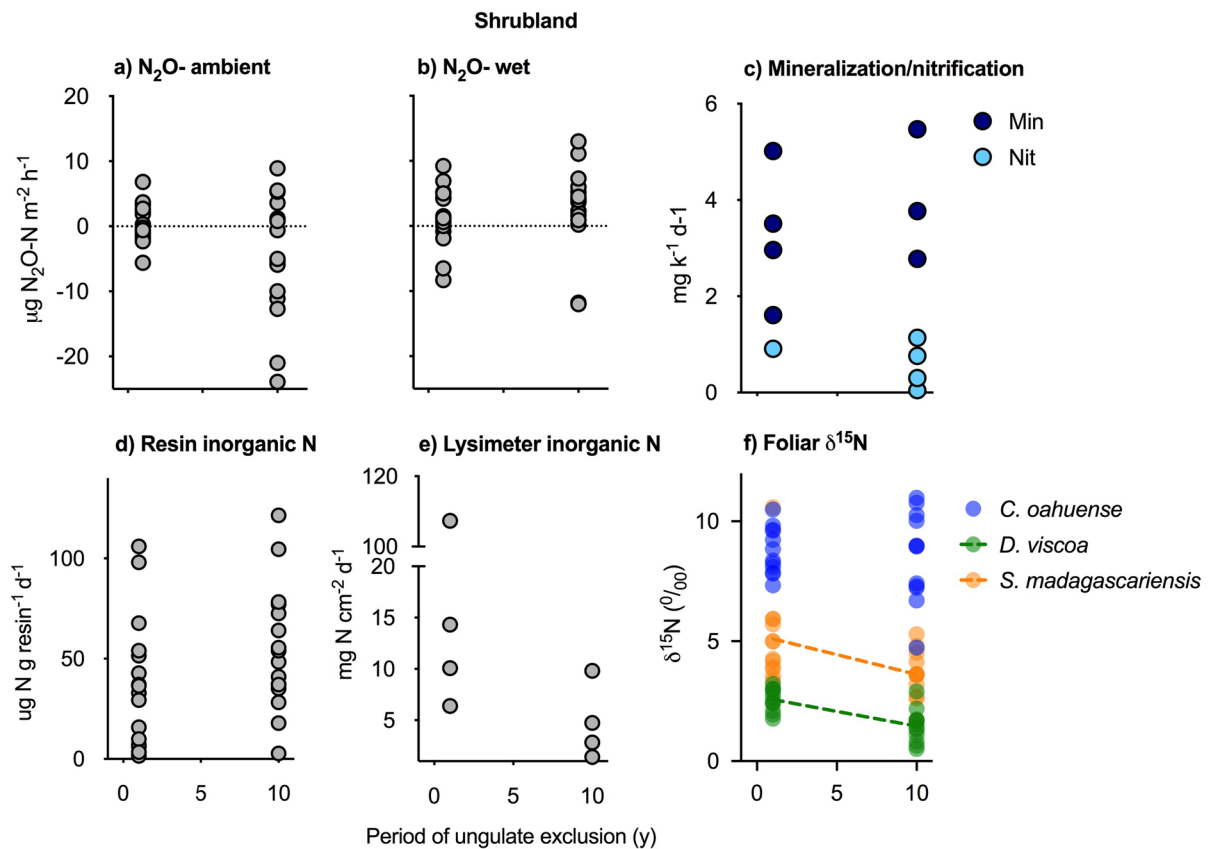 Shrubland
a) N₂O- ambient
b) N₂O- wet
c) Mineralization/nitrification
µg N₂O-N m⁻² h⁻¹
20
10
0
-10
-20
mg k⁻¹ d-1
6
4
2
0
Min
Nit
d) Resin inorganic N
e) Lysimeter inorganic N
f) Foliar δ¹⁵N
ug N g resin⁻¹ d⁻¹
100
50
0
0
5
10
mg N cm⁻² d⁻¹
120
100
20
15
10
5
0
5
10
δ¹⁵N (⁰/₀₀)
10
5
0
0
5
10
C. oahuense
D. viscoa
S. madagascariensis
Period of ungulate exclusion (y)